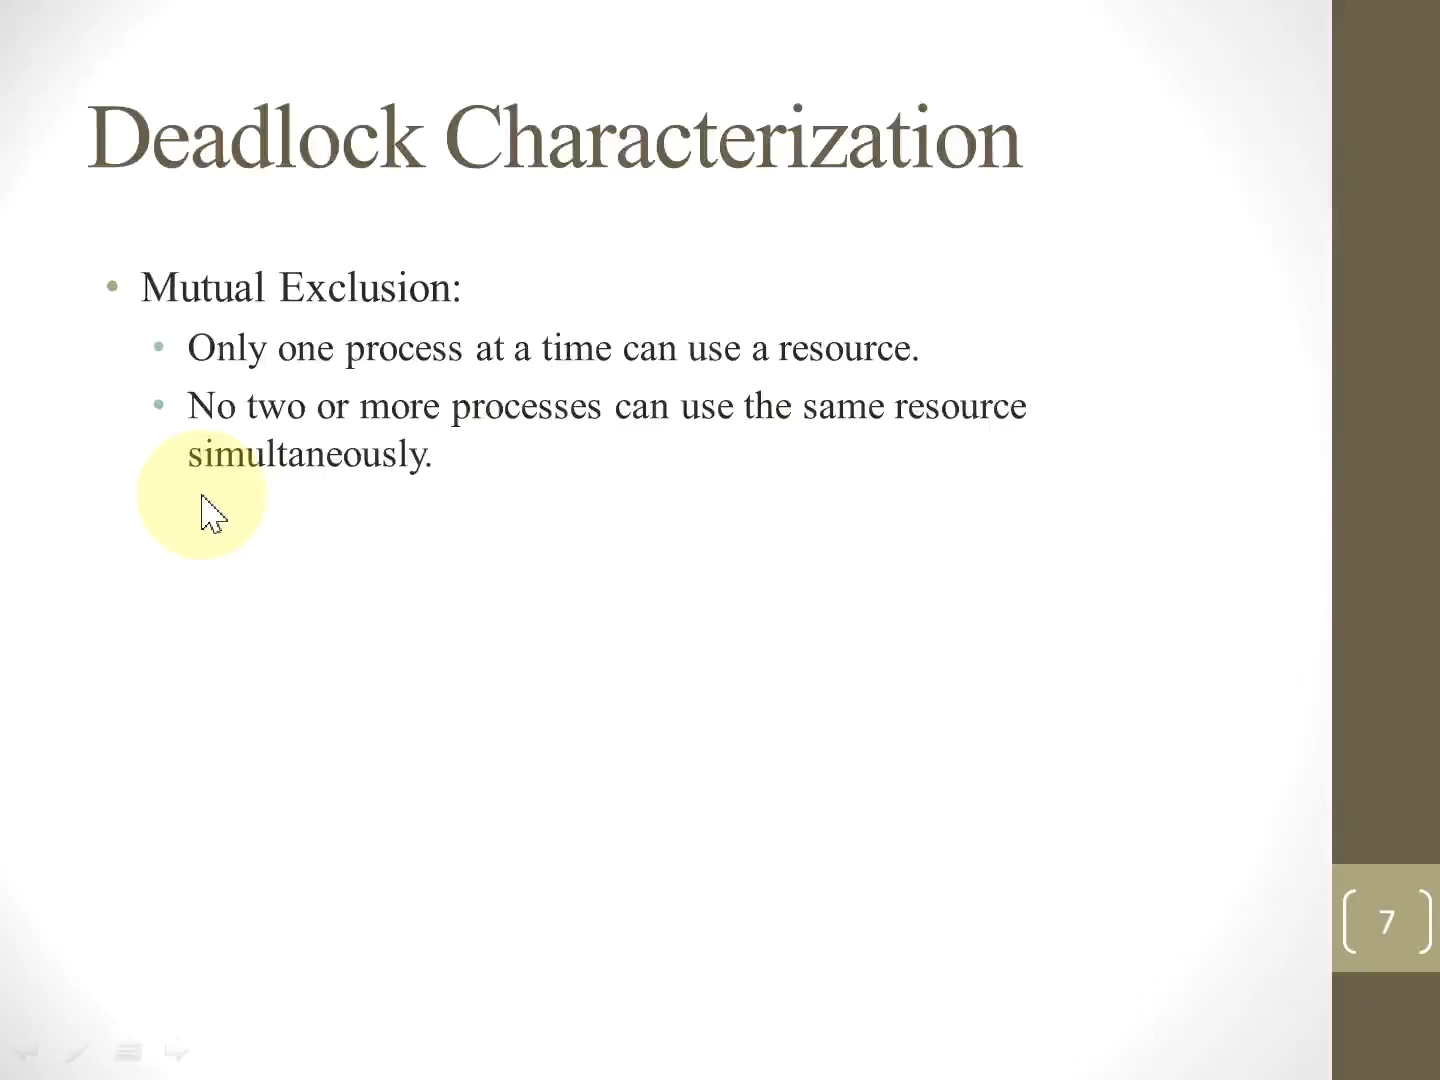 Deadlock Characterization
• Mutual Exclusion:
• Only one process at a time can use a resource.
• No two or more processes can use the same resource
simultaneously.
7